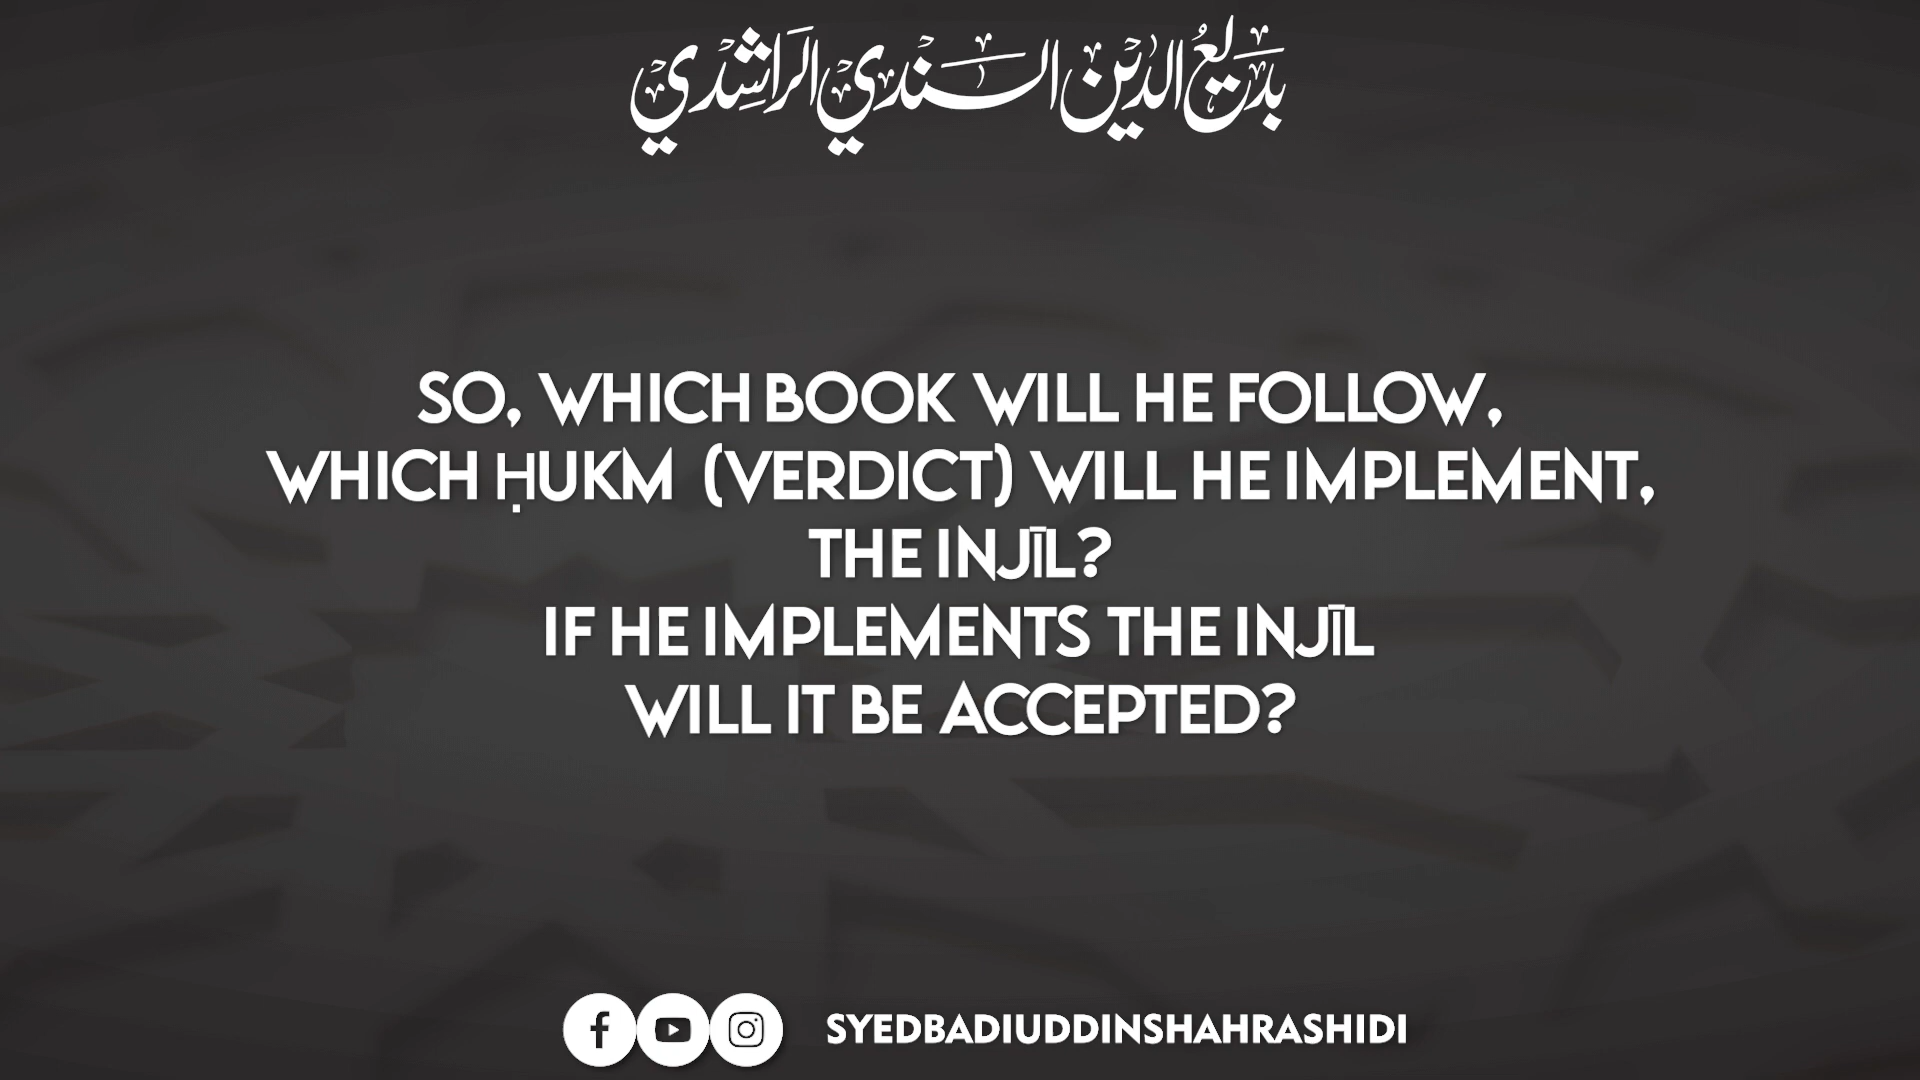 بديع الدين السندي الراشدي
SO, WHICH BOOK WILL HE FOLLOW,
WHICH ḤUKM (VERDICT) WILL HE IMPLEMENT,
THE INJĪL?
IF HE IMPLEMENTS THE INJĪL
WILL IT BE ACCEPTED?
SYEDBADIUDDINSHAHRASHIDI